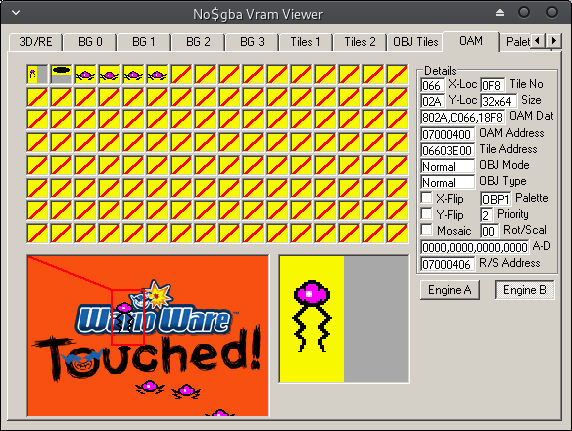 No$gba Vram Viewer
3D/RE BG 0 BG 1 BG 2 BG 3 Tiles 1 Tiles 2 OBJ Tiles OAM Palet
Details
066 X-Loc 0F8 Tile No
02A Y-Loc 32x64 Size
802A,C066,18F8 OAM Dat
07000400 OAM Address
06603E00 Tile Address
Normal OBJ Mode
Normal OBJ Type
X-Flip OBP1 Palette
Y-Flip 2 Priority
Mosaic 00 Rot/Scal
0000,0000,0000,0000 A-D
07000406 R/S Address
Engine A Engine B
Wario Ware
Touched!